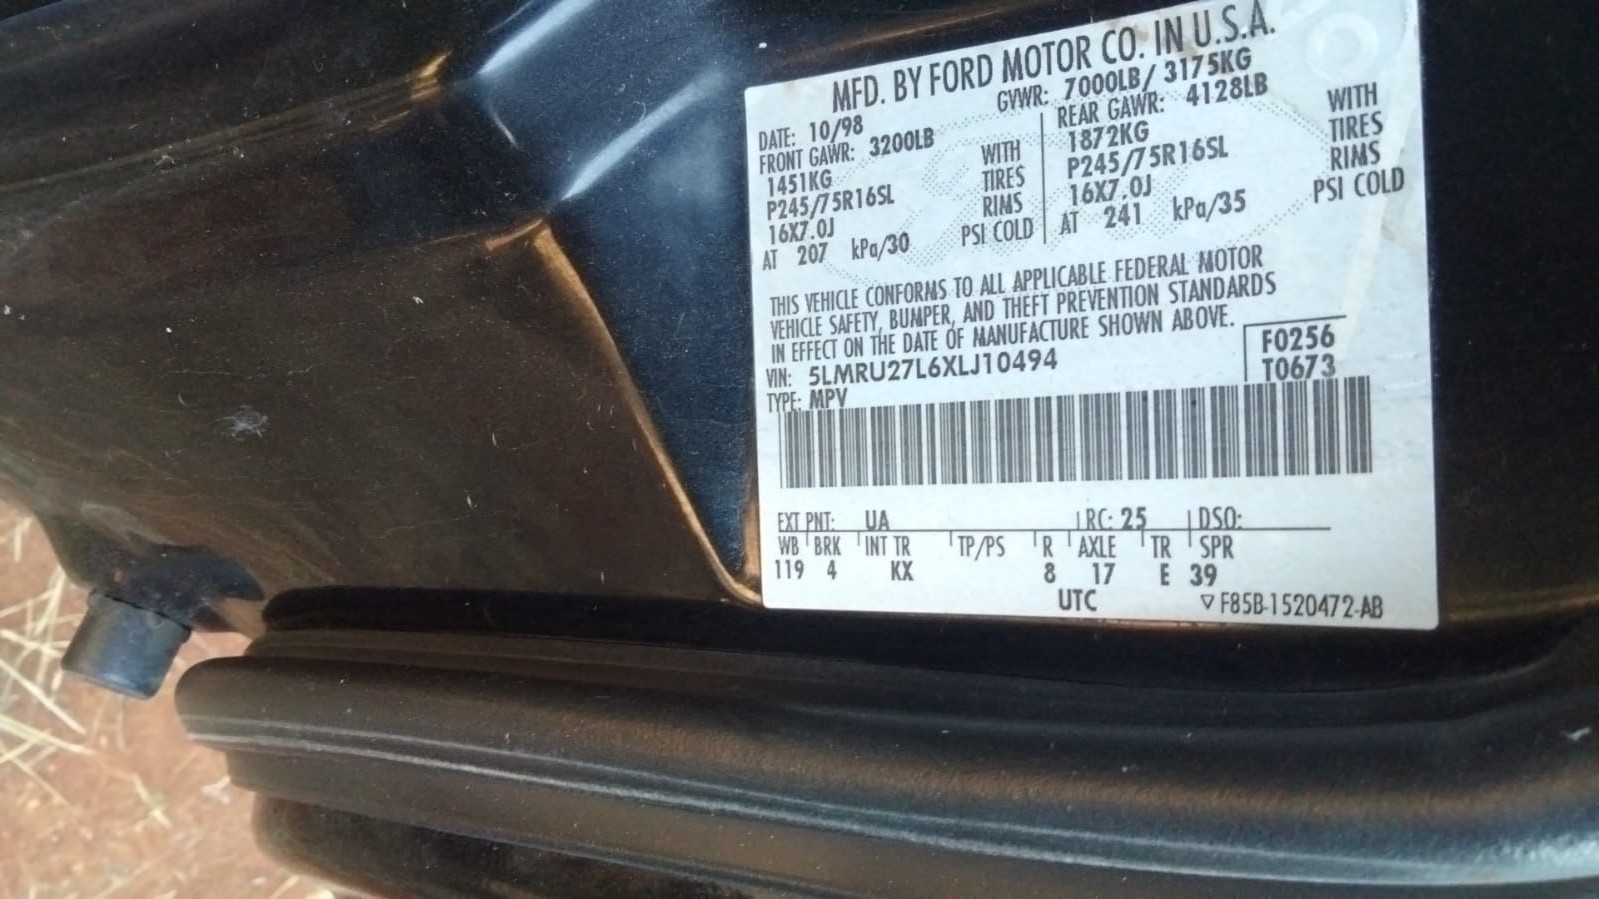 MFD. BY FORD MOTOR CO. IN U.S.A.
DATE: 10/98 GVWR: 7000LB/ 3175KG
FRONT GAWR: 3200LB REAR GAWR: 4128LB
1451KG WITH 1872KG WITH
P245/75R16SL TIRES P245/75R16SL TIRES
16X7.0J RIMS 16X7.0J RIMS
AT 207 kPa/30 PSI COLD AT 241 kPa/35 PSI COLD
THIS VEHICLE CONFORMS TO ALL APPLICABLE FEDERAL MOTOR
VEHICLE SAFETY, BUMPER, AND THEFT PREVENTION STANDARDS
IN EFFECT ON THE DATE OF MANUFACTURE SHOWN ABOVE.
VIN: 5LMRU27L6XLJ10494 F0256
TYPE: MPV T0673
EXT PNT: UA RC: 25 DSO:
WB BRK INT TR TP/PS R AXLE TR SPR
119 4 KX 8 17 E 39
UTC ▽ F85B-1520472-AB